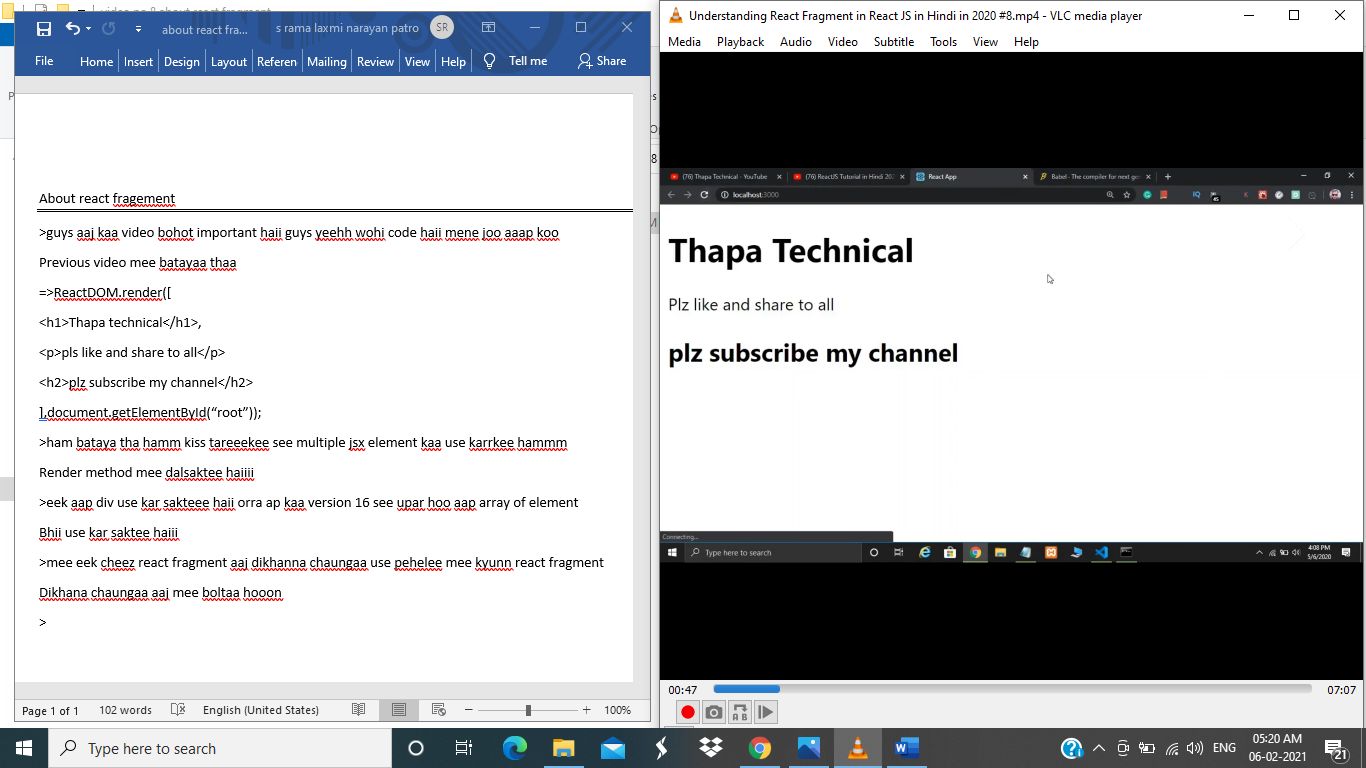 video no 8 about react fragment
about react fra...
s rama laxmi narayan patro
SR
File Home Insert Design Layout Referen Mailing Review View Help Tell me Share
About react fragement
>guys aaj kaa video bohot important haii guys yeehh wohi code haii mene joo aaap koo
Previous video mee batayaa thaa
=>ReactDOM.render([
<h1>Thapa technical</h1>,
<p>pls like and share to all</p>
<h2>plz subscribe my channel</h2>
],document.getElementById(“root”));
>ham bataya tha hamm kiss tareeekee see multiple jsx element kaa use karrkee hammm
Render method mee dalsaktee haiiii
>eek aap div use kar sakteee haii orra ap kaa version 16 see upar hoo aap array of element
Bhii use kar saktee haiii
>mee eek cheez react fragment aaj dikhanna chaungaa use pehelee mee kyunn react fragment
Dikhana chaungaa aaj mee boltaa hooon
>
Page 1 of 1 102 words English (United States) 100%
Understanding React Fragment in React JS in Hindi in 2020 #8.mp4 - VLC media player
Media Playback Audio Video Subtitle Tools View Help
(76) Thapa Technical - YouTube (76) ReactJS Tutorial in Hindi 202 React App Babel - The compiler for next ge
localhost:3000
Thapa Technical
Plz like and share to all
plz subscribe my channel
Connecting...
Type here to search
4:08 PM
5/6/2020
00:47 07:07
A B
Type here to search
ENG
05:20 AM
06-02-2021
21